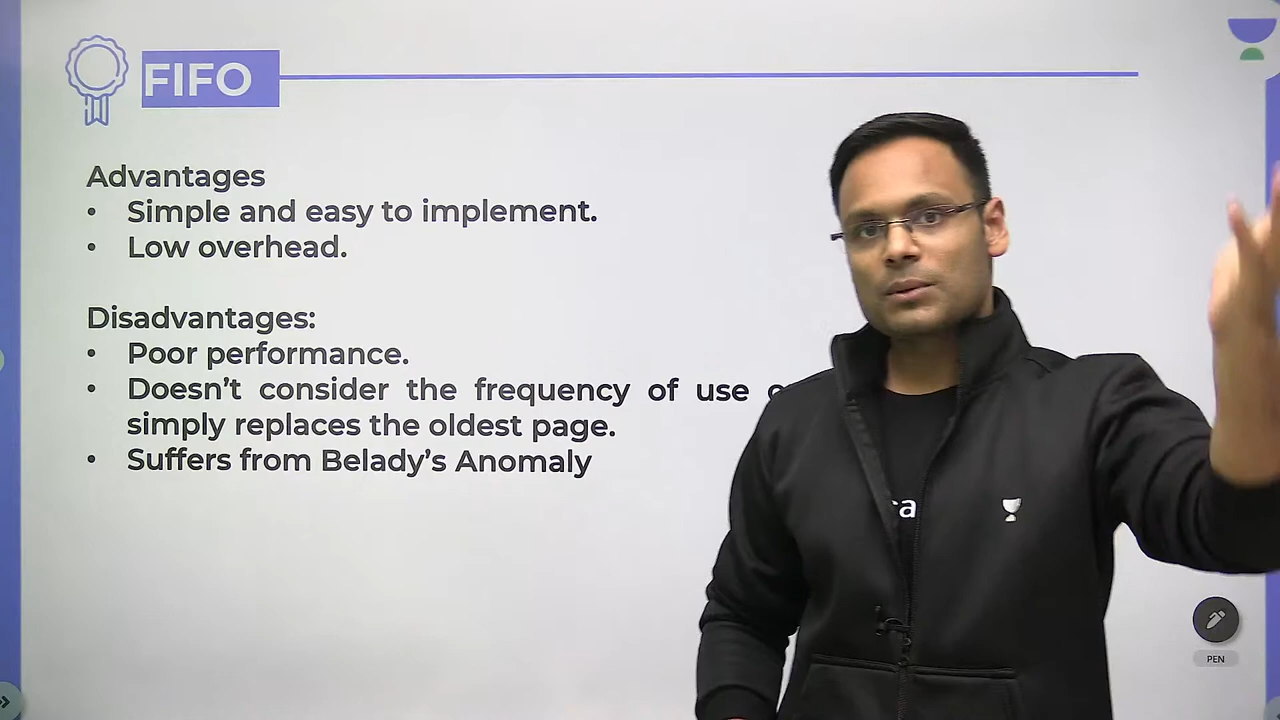 FIFO
Advantages
• Simple and easy to implement.
• Low overhead.
Disadvantages:
• Poor performance.
• Doesn’t consider the frequency of use
simply replaces the oldest page.
• Suffers from Belady’s Anomaly
ca
PEN